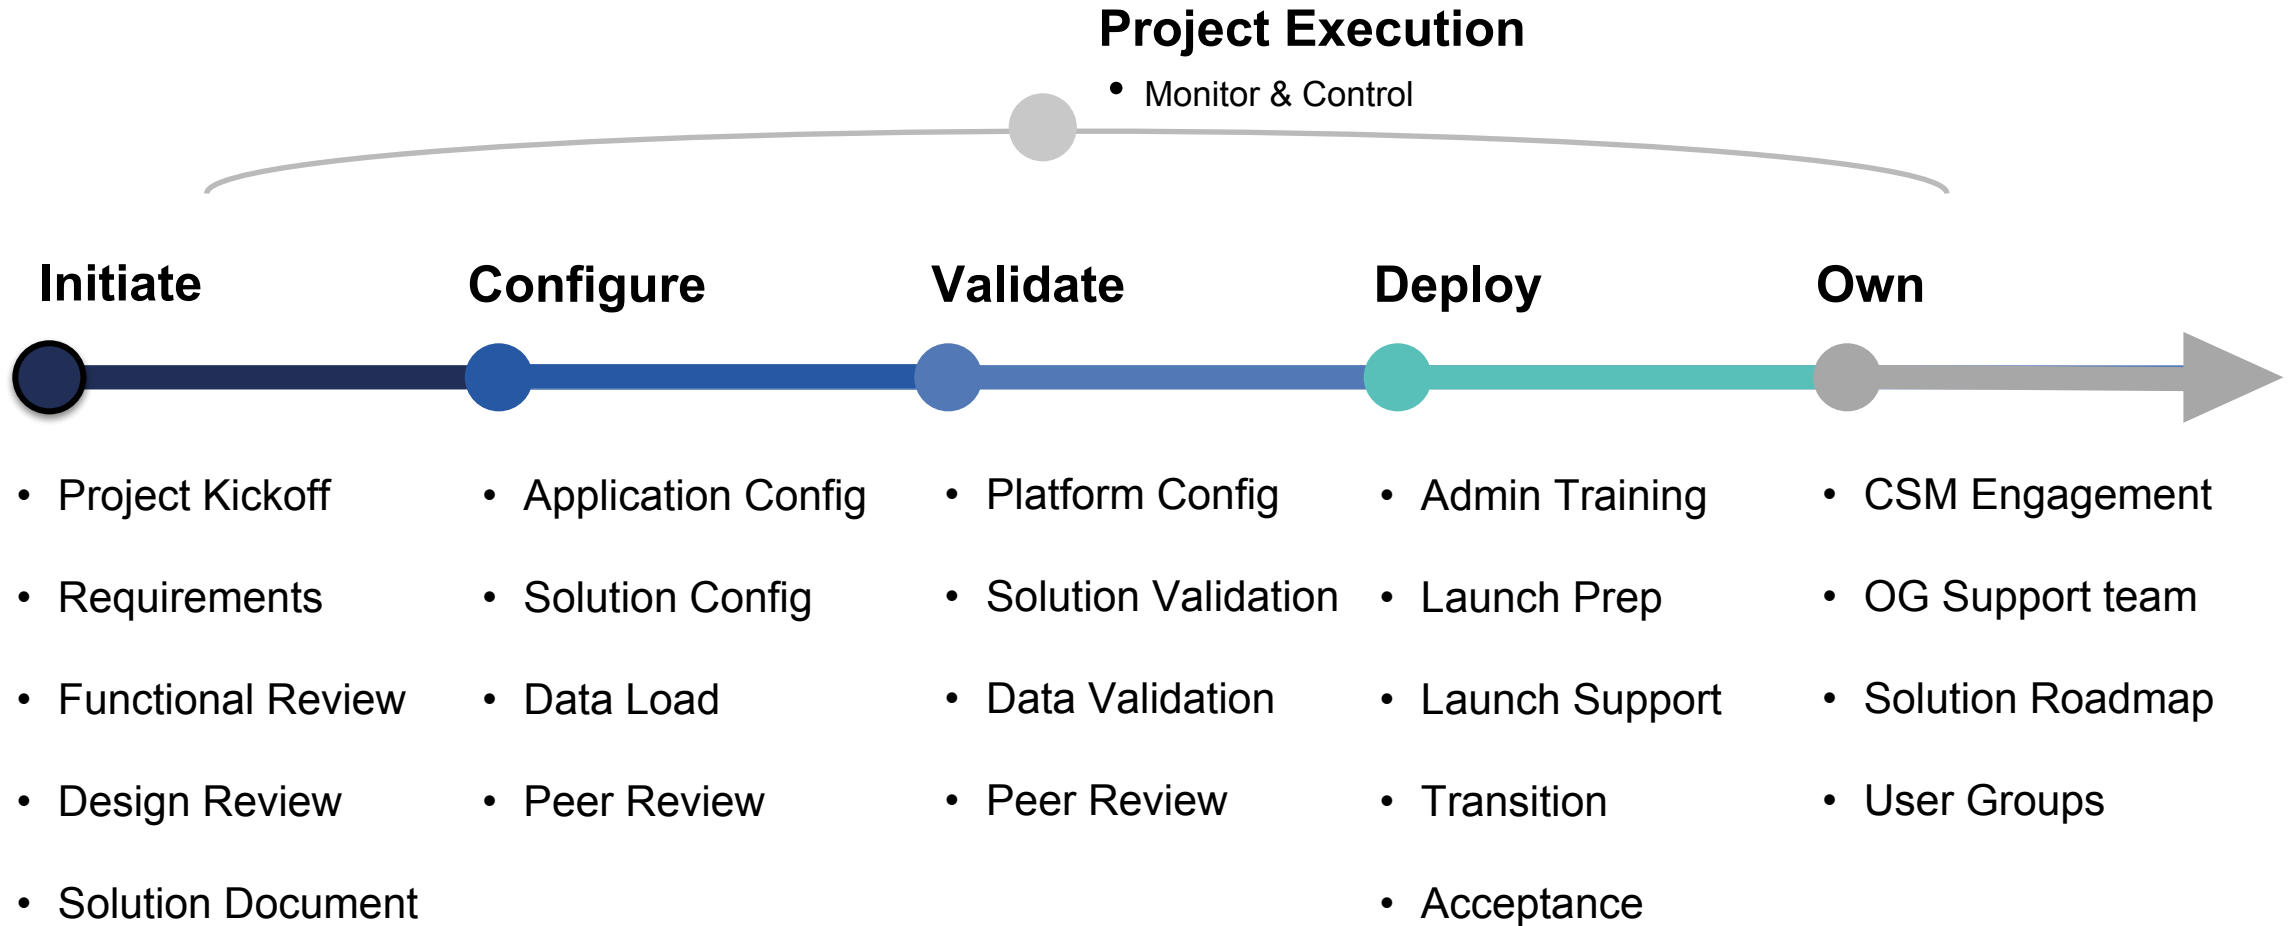 Project Execution
• Monitor & Control
Initiate
• Project Kickoff
• Requirements
• Functional Review
• Design Review
• Solution Document
Configure
• Application Config
• Solution Config
• Data Load
• Peer Review
Validate
• Platform Config
• Solution Validation
• Data Validation
• Peer Review
Deploy
• Admin Training
• Launch Prep
• Launch Support
• Transition
• Acceptance
Own
• CSM Engagement
• OG Support team
• Solution Roadmap
• User Groups